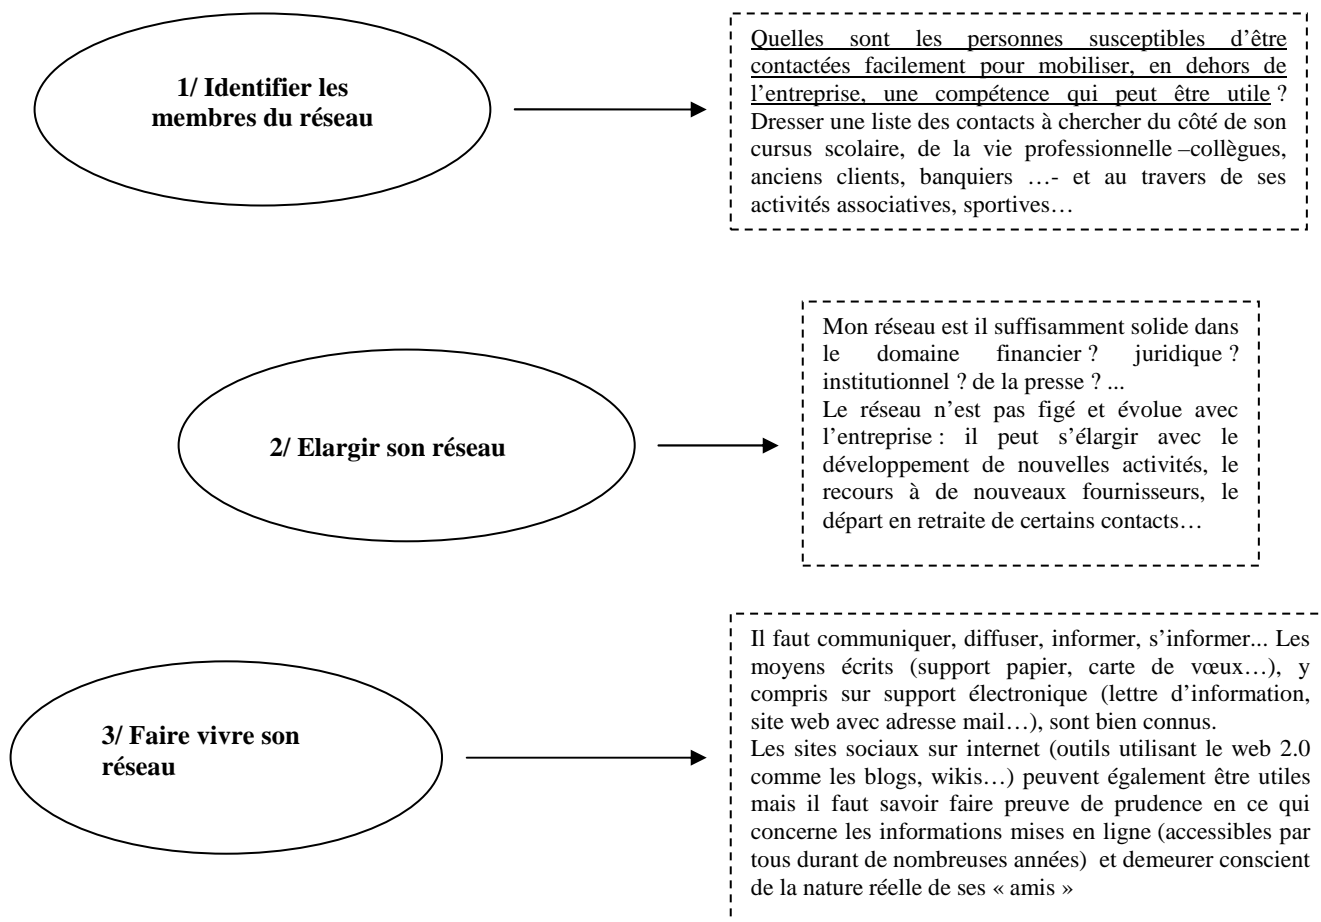 1/ Identifier les
membres du réseau
Quelles sont les personnes susceptibles d’être
contactées facilement pour mobiliser, en dehors de
l’entreprise, une compétence qui peut être utile ?
Dresser une liste des contacts à chercher du côté de son
cursus scolaire, de la vie professionnelle –collègues,
anciens clients, banquiers …- et au travers de ses
activités associatives, sportives…
2/ Elargir son réseau
Mon réseau est il suffisamment solide dans
le domaine financier ? juridique ?
institutionnel ? de la presse ? ...
Le réseau n’est pas figé et évolue avec
l’entreprise : il peut s’élargir avec le
développement de nouvelles activités, le
recours à de nouveaux fournisseurs, le
départ en retraite de certains contacts…
3/ Faire vivre son
réseau
Il faut communiquer, diffuser, informer, s’informer... Les
moyens écrits (support papier, carte de vœux…), y
compris sur support électronique (lettre d’information,
site web avec adresse mail…), sont bien connus.
Les sites sociaux sur internet (outils utilisant le web 2.0
comme les blogs, wikis…) peuvent également être utiles
mais il faut savoir faire preuve de prudence en ce qui
concerne les informations mises en ligne (accessibles par
tous durant de nombreuses années) et demeurer conscient
de la nature réelle de ses « amis »